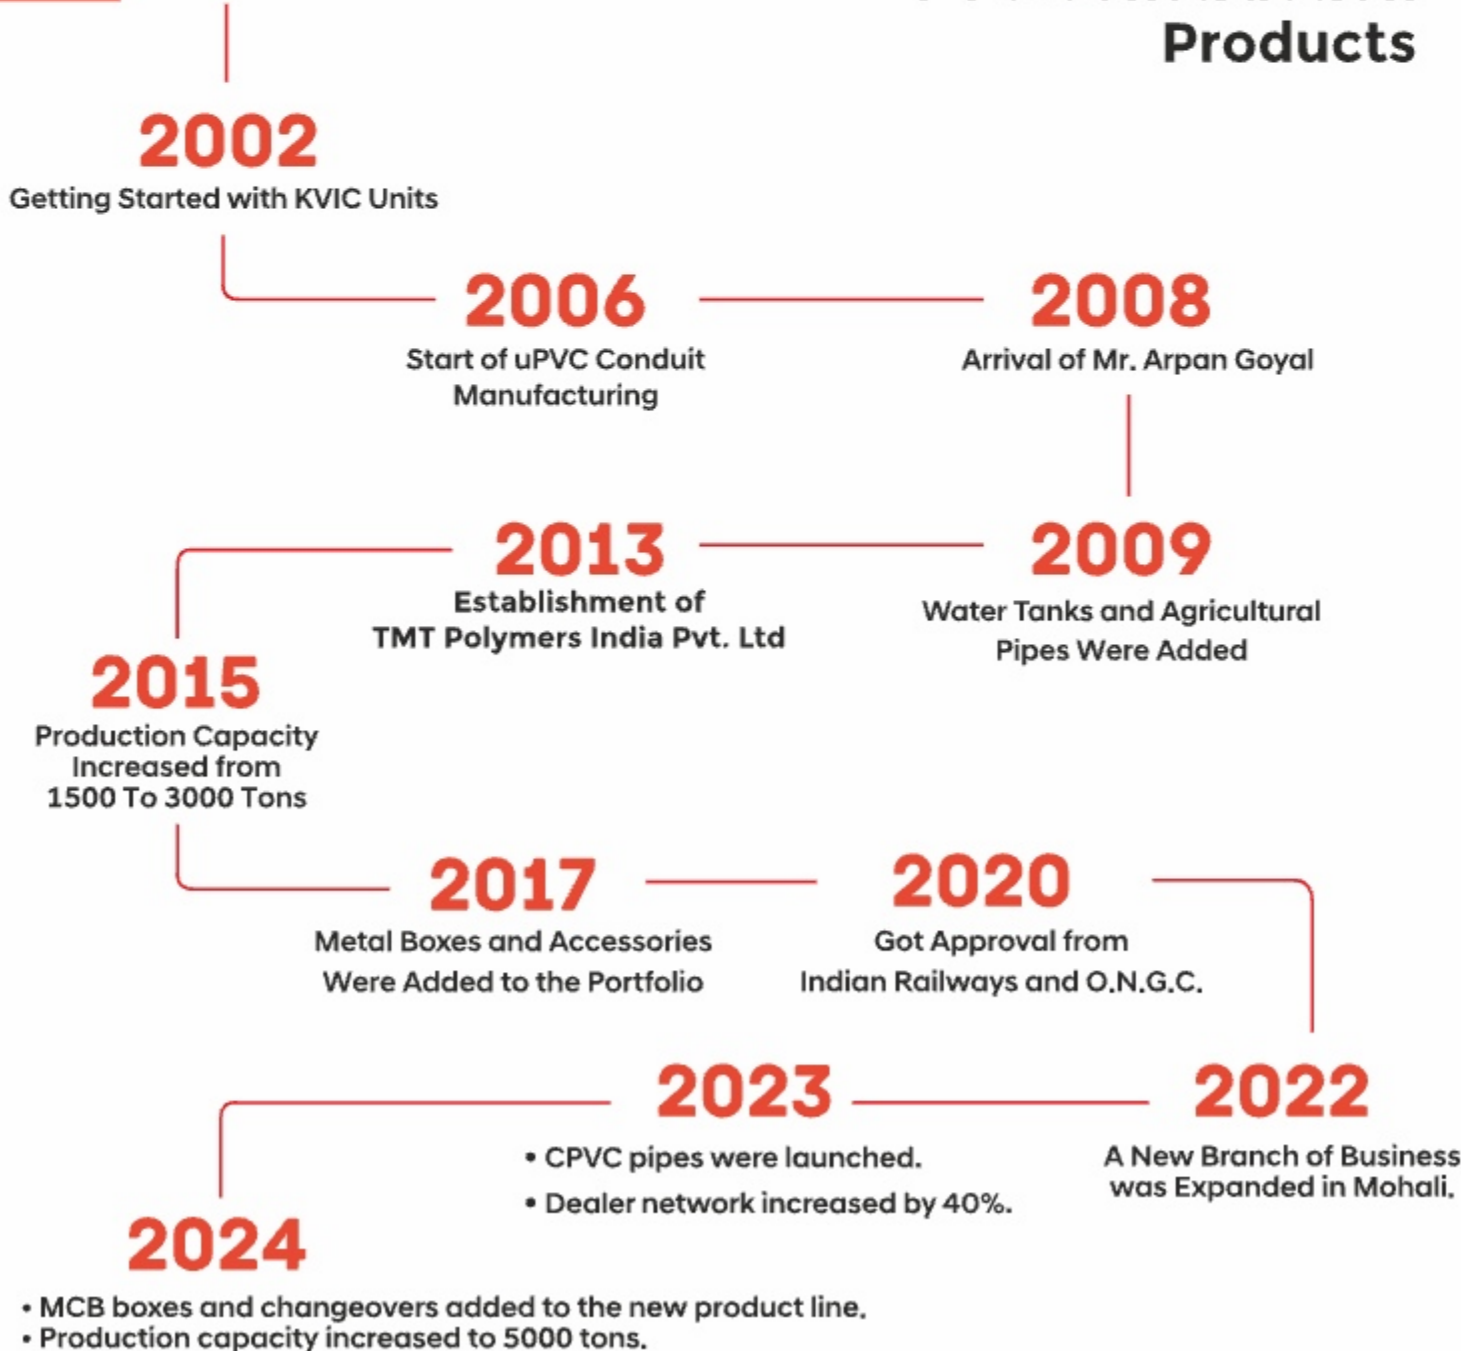 Products
2002
Getting Started with KVIC Units
2006
Start of uPVC Conduit
Manufacturing
2008
Arrival of Mr. Arpan Goyal
2009
Water Tanks and Agricultural
Pipes Were Added
2013
Establishment of
TMT Polymers India Pvt. Ltd
2015
Production Capacity
Increased from
1500 To 3000 Tons
2017
Metal Boxes and Accessories
Were Added to the Portfolio
2020
Got Approval from
Indian Railways and O.N.G.C.
2022
A New Branch of Business
was Expanded in Mohali.
2023
• CPVC pipes were launched.
• Dealer network increased by 40%.
2024
• MCB boxes and changeovers added to the new product line.
• Production capacity increased to 5000 tons.